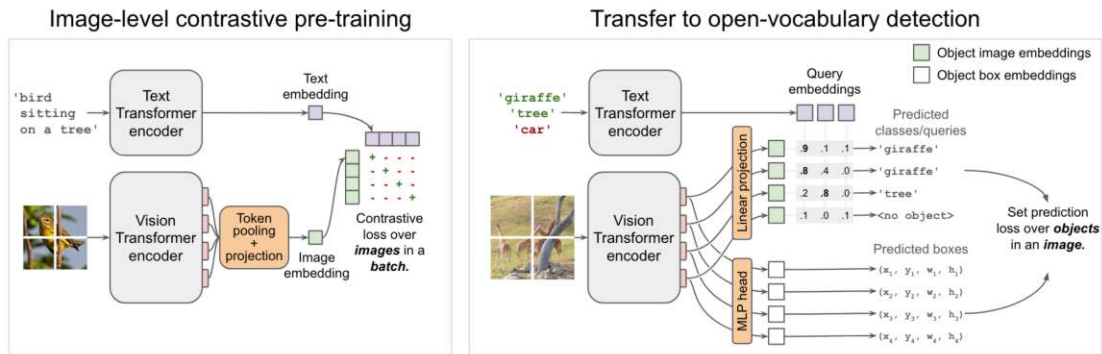 Image-level contrastive pre-training
'bird
sitting
on a tree'
Text
Transformer
encoder
Text
embedding
Vision
Transformer
encoder
Token
pooling
+
projection
Image
embedding
+ - - -
- + - -
- - + -
- - - +
Contrastive
loss over
images in a
batch.
Transfer to open-vocabulary detection
Object image embeddings
Object box embeddings
'giraffe'
'tree'
'car'
Text
Transformer
encoder
Query
embeddings
Vision
Transformer
encoder
Linear projection
MLP head
Predicted
classes/queries
.9 .1 .1 'giraffe'
.8 .4 .0 'giraffe'
.2 .8 .0 'tree'
.1 .0 .1 <no object>
Predicted boxes
(x1, y1, w1, h1)
(x2, y2, w2, h2)
(x3, y3, w3, h3)
(x4, y4, w4, h4)
Set prediction
loss over objects
in an image.